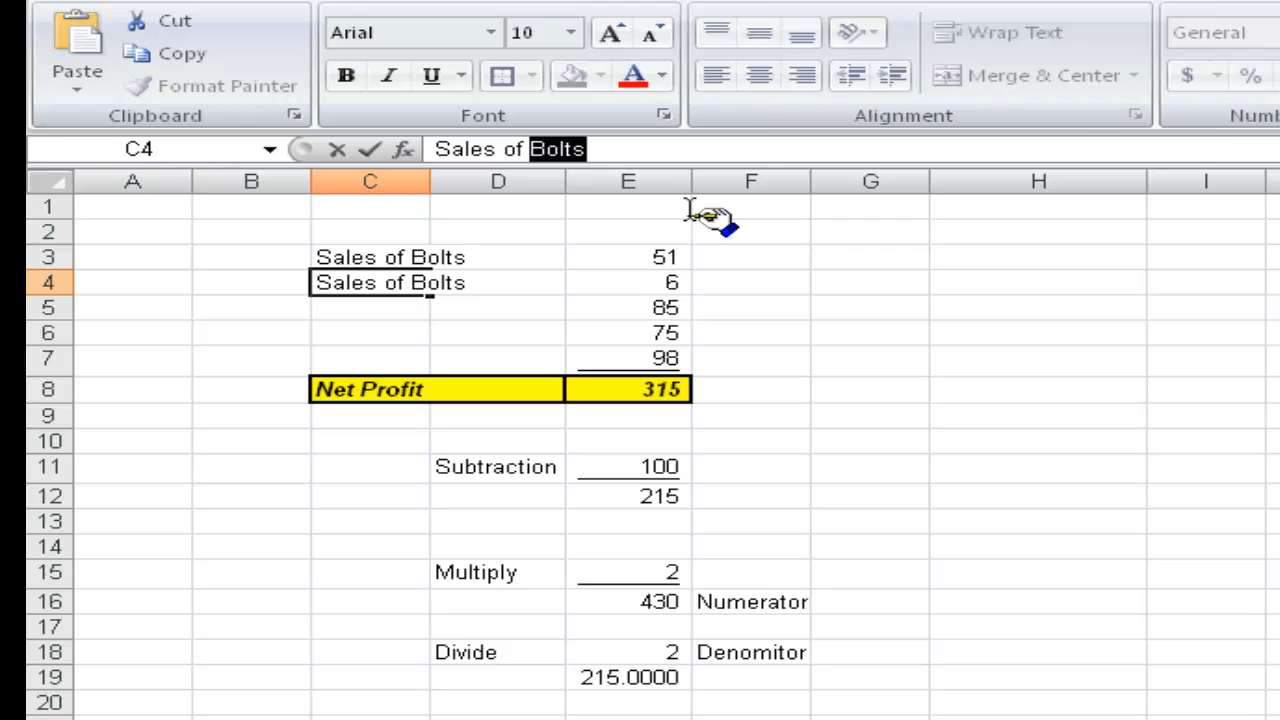 Cut
Copy
Paste
Format Painter
Clipboard
Arial
10
A A
B I U A
Font
Wrap Text
Merge & Center
Alignment
General
$ %
Num
C4
fx
Sales of Bolts
A B C D E F G H I
1
2
3 Sales of Bolts 51
4 Sales of Bolts 6
5 85
6 75
7 98
8 Net Profit 315
9
10
11 Subtraction 100
12 215
13
14
15 Multiply 2
16 430 Numerator
17
18 Divide 2 Denomitor
19 215.0000
20